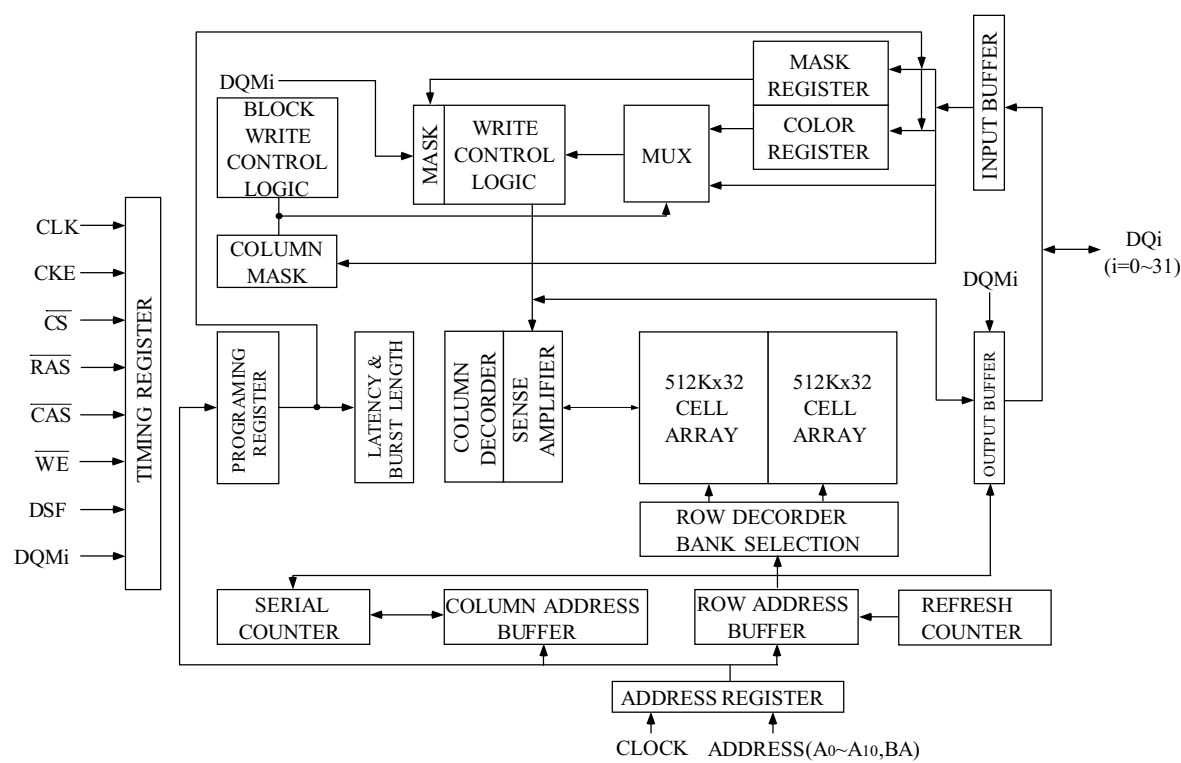 DQMi
BLOCK
WRITE
CONTROL
LOGIC
MASK
WRITE
CONTROL
LOGIC
MUX
MASK
REGISTER
COLOR
REGISTER
INPUT BUFFER
COLUMN
MASK
CLK
CKE
CS
RAS
CAS
WE
DSF
DQMi
TIMING REGISTER
DQi
(i=0~31)
DQMi
PROGRAMING
REGISTER
LATENCY &
BURST LENGTH
COLUMN
DECORDER
SENSE
AMPLIFIER
512Kx32
CELL
ARRAY
512Kx32
CELL
ARRAY
OUTPUT BUFFER
ROW DECORDER
BANK SELECTION
SERIAL
COUNTER
COLUMN ADDRESS
BUFFER
ROW ADDRESS
BUFFER
REFRESH
COUNTER
ADDRESS REGISTER
CLOCK
ADDRESS(A0~A10,BA)